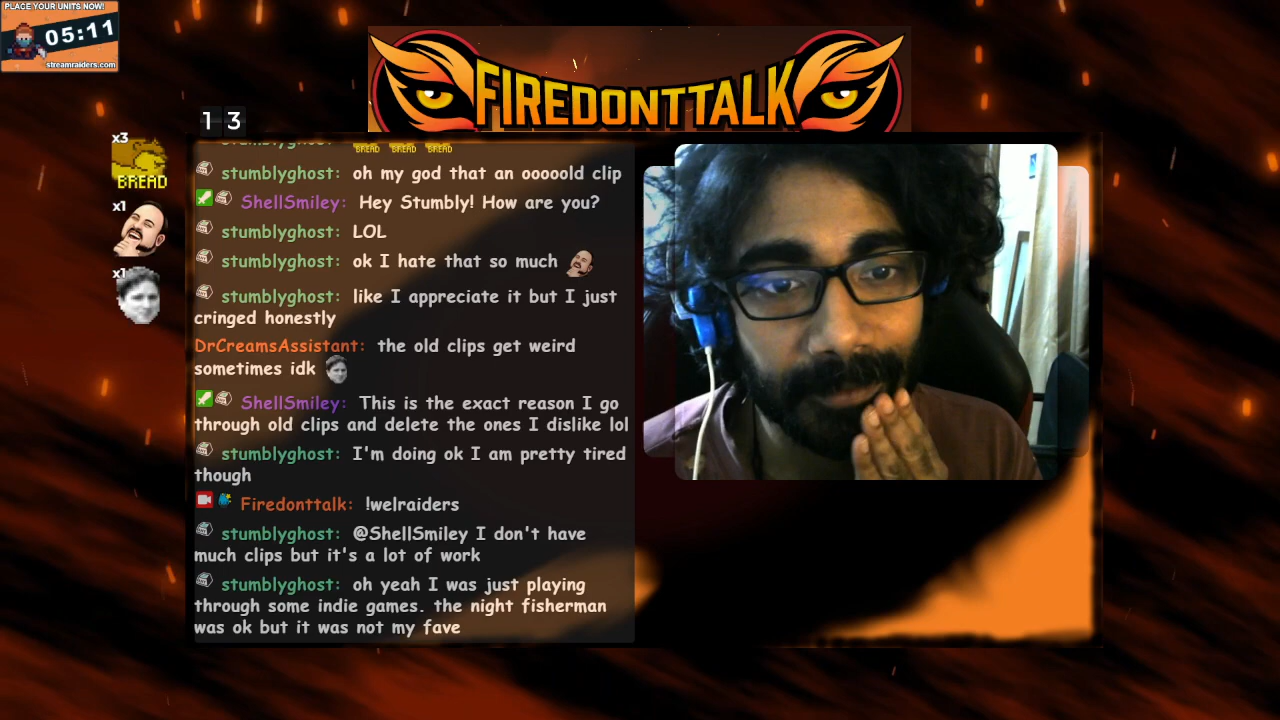 PLACE YOUR UNITS NOW!
05:11
streamraiders.com
FIREDONTTALK
13
x3
BREAD
x1
x1
stumblyghost: BREAD BREAD BREAD
stumblyghost: oh my god that an ooooold clip
ShellSmiley: Hey Stumbly! How are you?
stumblyghost: LOL
stumblyghost: ok I hate that so much
stumblyghost: like I appreciate it but I just
cringed honestly
DrCreamsAssistant: the old clips get weird
sometimes idk
ShellSmiley: This is the exact reason I go
through old clips and delete the ones I dislike lol
stumblyghost: I'm doing ok I am pretty tired
though
Firedonttalk: !welraiders
stumblyghost: @ShellSmiley I don't have
much clips but it's a lot of work
stumblyghost: oh yeah I was just playing
through some indie games. the night fisherman
was ok but it was not my fave